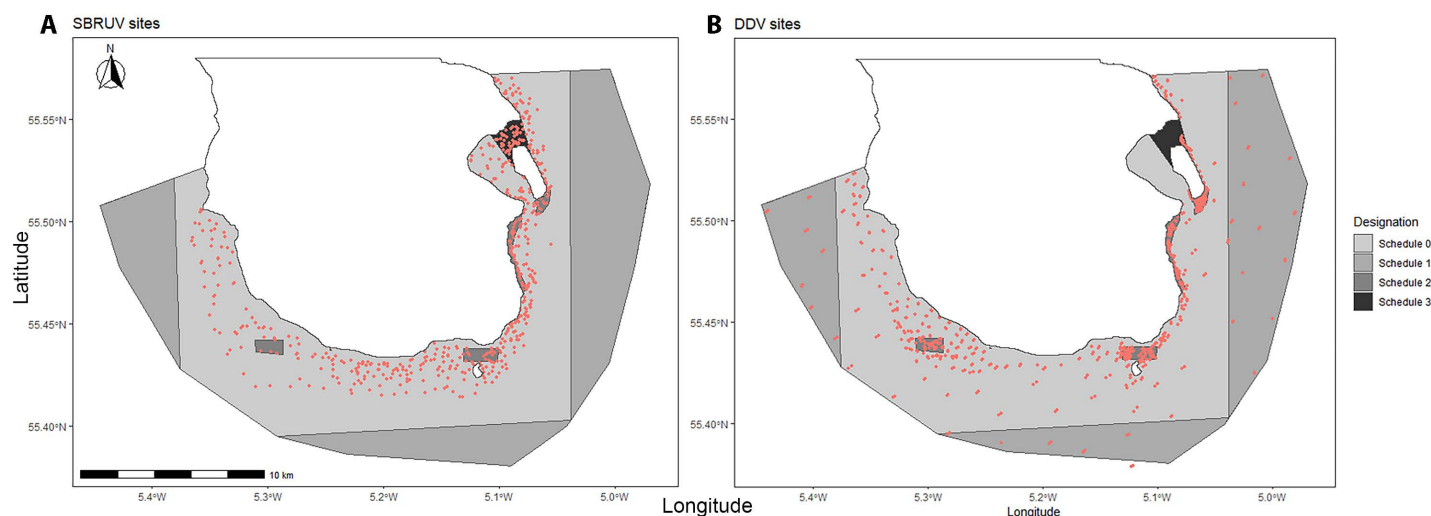 A SBRUV sites
B DDV sites
N
55.55°N
55.50°N
55.45°N
55.40°N
10 km
5.4°W
5.3°W
5.2°W
5.1°W
5.0°W
Latitude
Longitude
55.55°N
55.50°N
55.45°N
55.40°N
5.4°W
5.3°W
5.2°W
5.1°W
5.0°W
Longitude
Designation
Schedule 0
Schedule 1
Schedule 2
Schedule 3